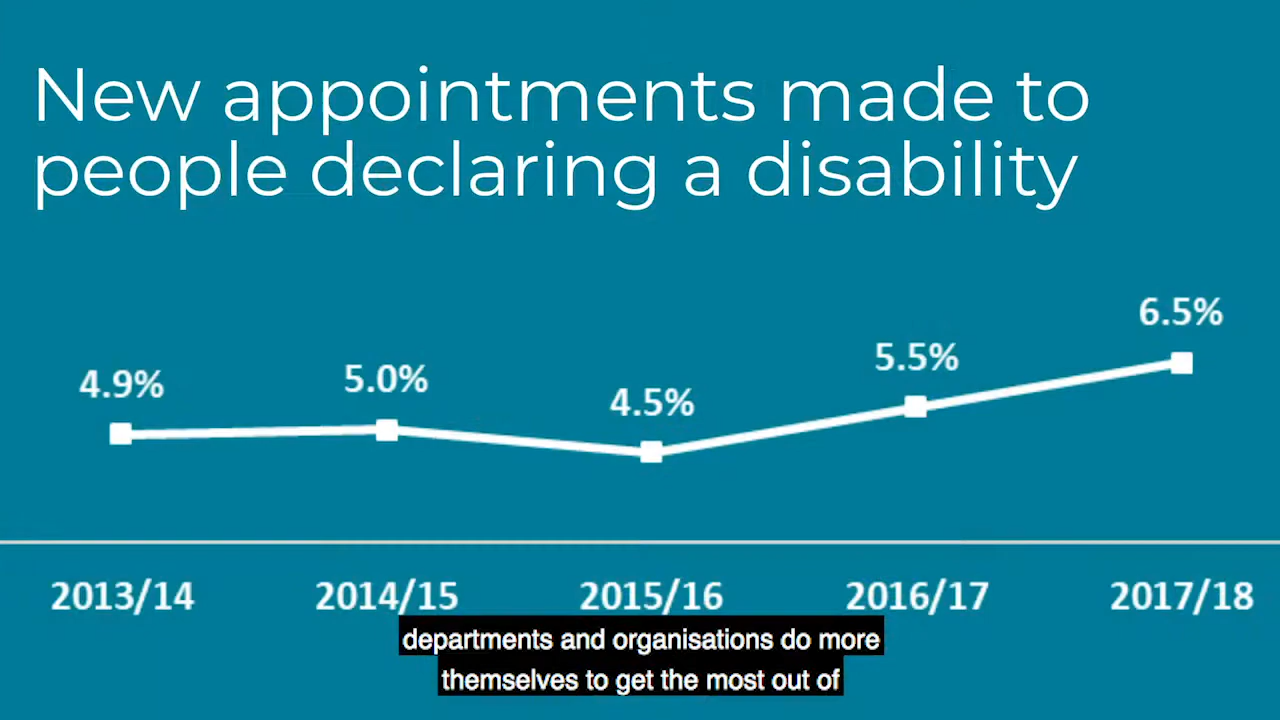 New appointments made to
people declaring a disability
4.9%
5.0%
4.5%
5.5%
6.5%
2013/14
2014/15
2015/16
2016/17
2017/18
departments and organisations do more
themselves to get the most out of